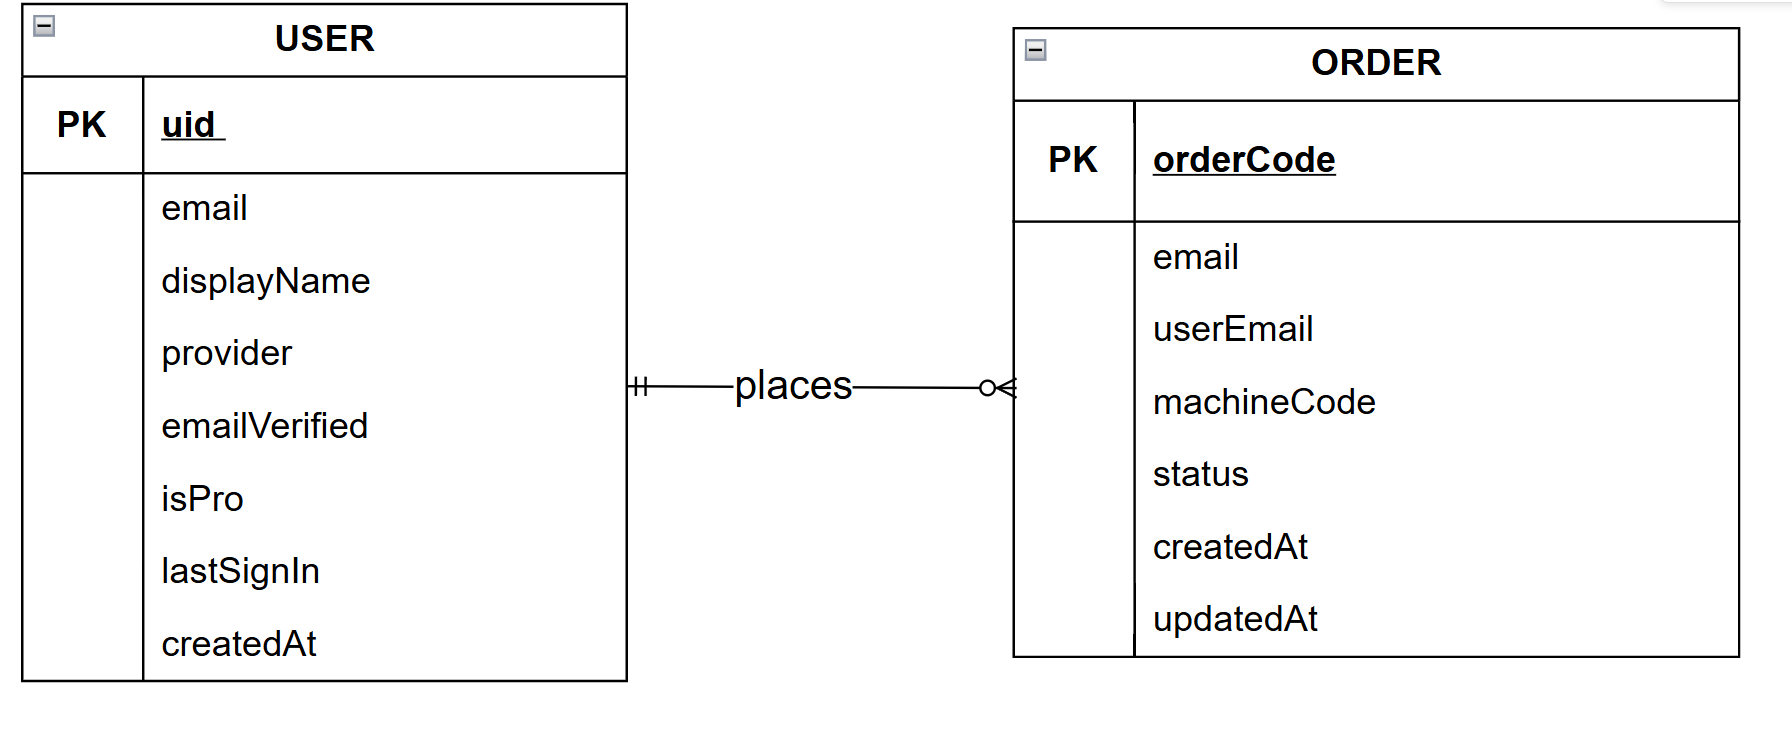 USER
PK
uid
email
displayName
provider
emailVerified
isPro
lastSignIn
createdAt
places
ORDER
PK
orderCode
email
userEmail
machineCode
status
createdAt
updatedAt